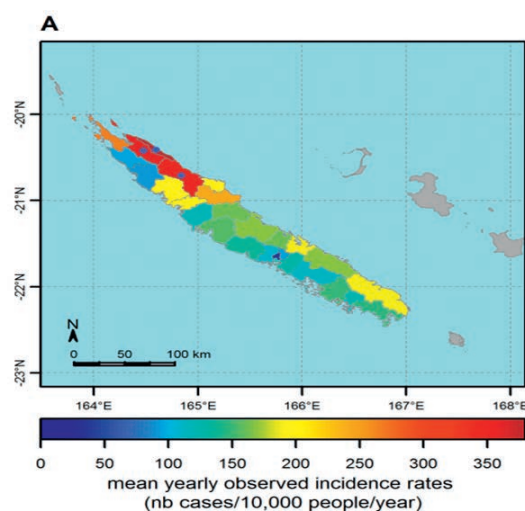 A
-20°N
-21°N
-22°N
-23°N
N
0 50 100 km
164°E 165°E 166°E 167°E 168°E
0 50 100 150 200 250 300 350
mean yearly observed incidence rates
(nb cases/10,000 people/year)